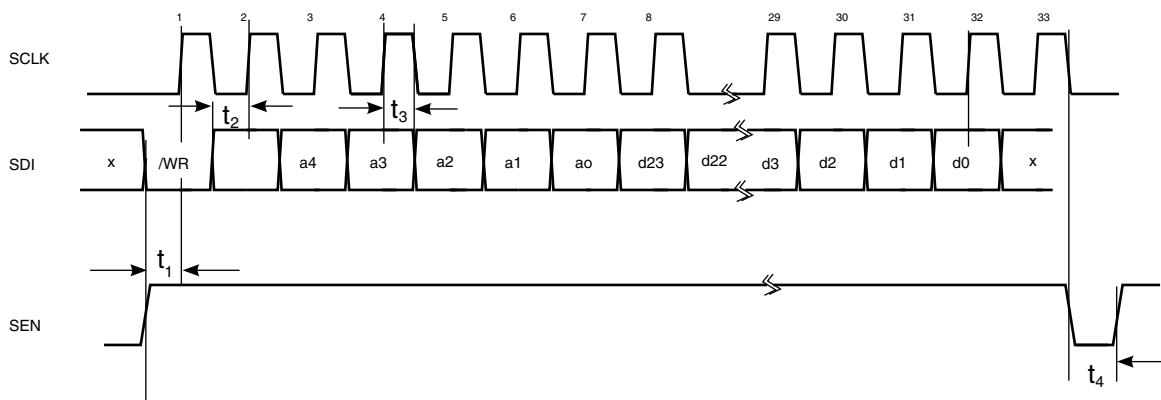 1 2 3 4 5 6 7 8 29 30 31 32 33
SCLK
t2 t3
SDI x /WR a4 a3 a2 a1 ao d23 d22 d3 d2 d1 d0 x
t1
SEN
t4